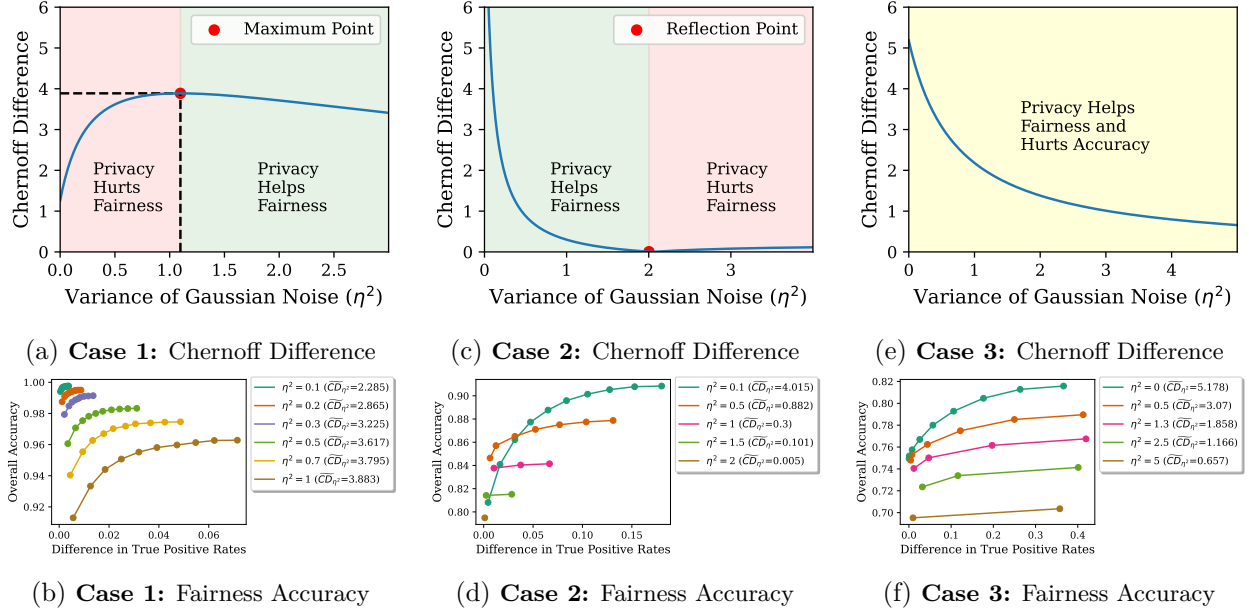 6
5
4
3
2
1
0
Chernoff Difference
Maximum Point
Privacy
Hurts
Fairness
Privacy
Helps
Fairness
0.0 0.5 1.0 1.5 2.0 2.5
Variance of Gaussian Noise (η²)
(a) Case 1: Chernoff Difference
6
5
4
3
2
1
0
Chernoff Difference
Reflection Point
Privacy
Helps
Fairness
Privacy
Hurts
Fairness
0 1 2 3
Variance of Gaussian Noise (η²)
(c) Case 2: Chernoff Difference
6
5
4
3
2
1
0
Chernoff Difference
Privacy Helps
Fairness and
Hurts Accuracy
0 1 2 3 4
Variance of Gaussian Noise (η²)
(e) Case 3: Chernoff Difference
1.00
0.98
0.96
0.94
0.92
Overall Accuracy
0.00 0.02 0.04 0.06
Difference in True Positive Rates
η² = 0.1 (C͠D η²=2.285)
η² = 0.2 (C͠D η²=2.865)
η² = 0.3 (C͠D η²=3.225)
η² = 0.5 (C͠D η²=3.617)
η² = 0.7 (C͠D η²=3.795)
η² = 1 (C͠D η²=3.883)
(b) Case 1: Fairness Accuracy
0.90
0.88
0.86
0.84
0.82
0.80
Overall Accuracy
0.00 0.05 0.10 0.15
Difference in True Positive Rates
η² = 0.1 (C͠D η²=4.015)
η² = 0.5 (C͠D η²=0.882)
η² = 1 (C͠D η²=0.3)
η² = 1.5 (C͠D η²=0.101)
η² = 2 (C͠D η²=0.005)
(d) Case 2: Fairness Accuracy
0.82
0.80
0.78
0.76
0.74
0.72
0.70
Overall Accuracy
0.0 0.1 0.2 0.3 0.4
Difference in True Positive Rates
η² = 0 (C͠D η²=5.178)
η² = 0.5 (C͠D η²=3.07)
η² = 1.3 (C͠D η²=1.858)
η² = 2.5 (C͠D η²=1.166)
η² = 5 (C͠D η²=0.657)
(f) Case 3: Fairness Accuracy